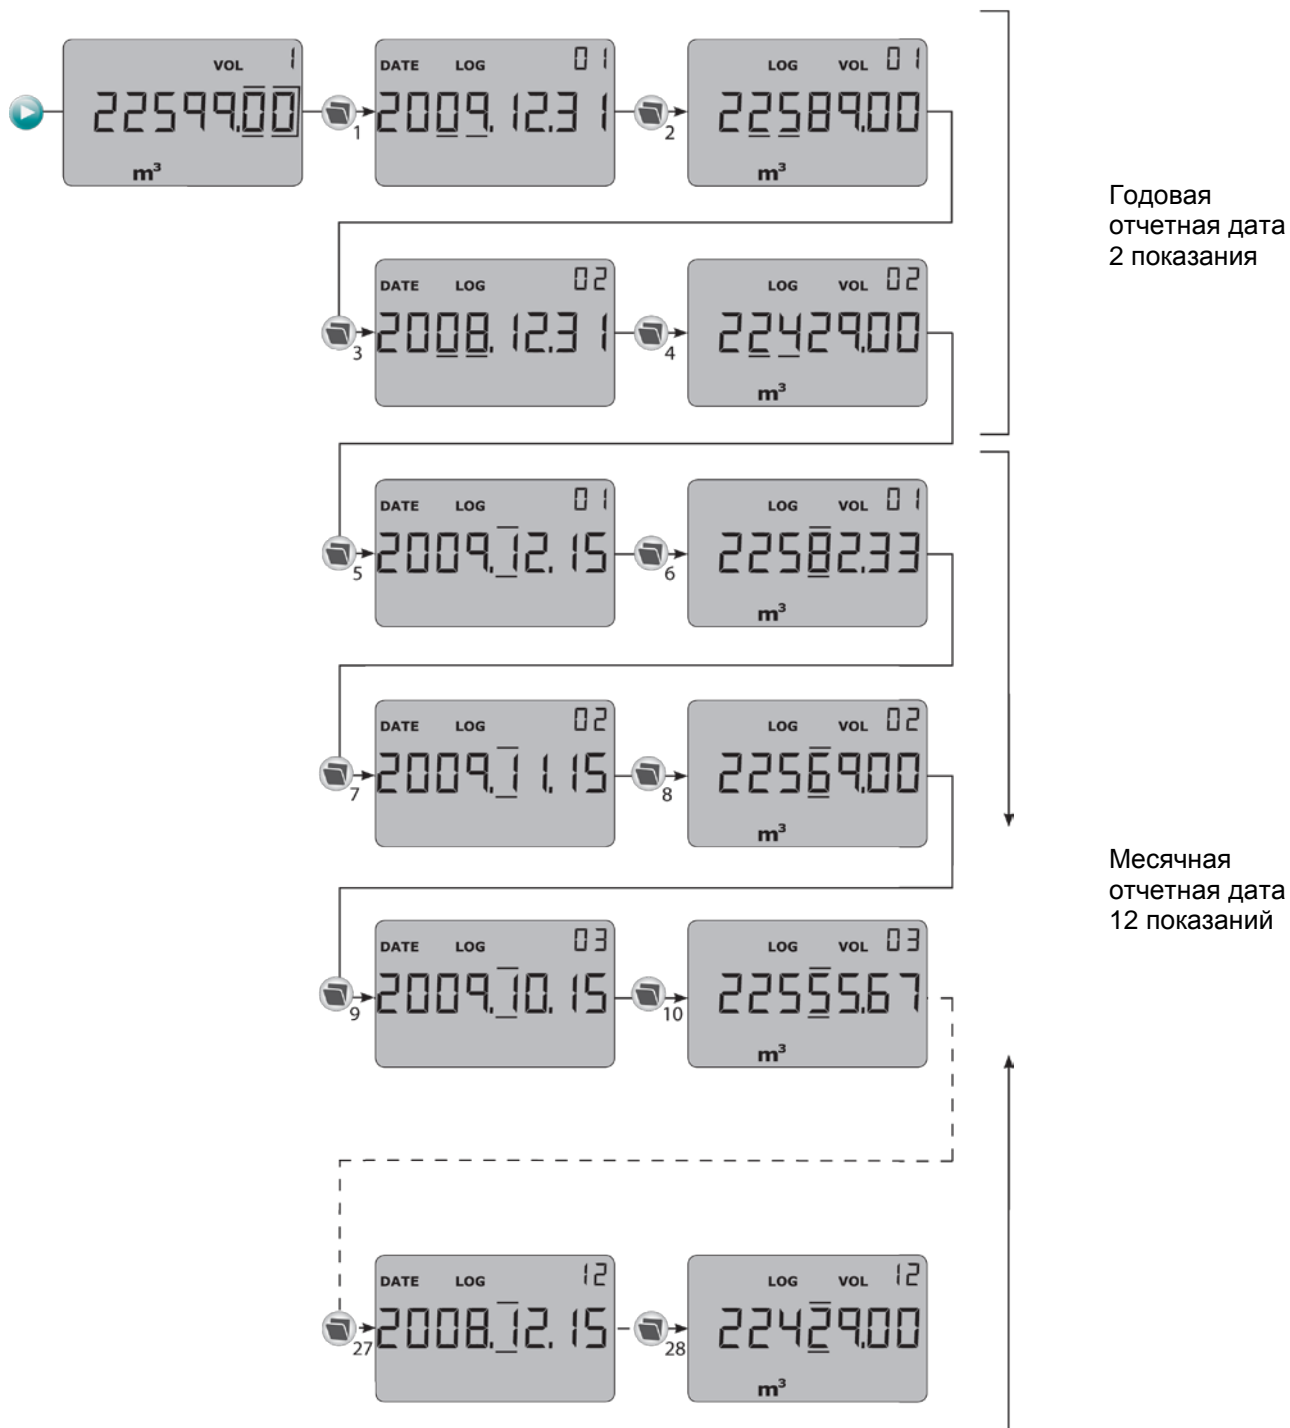 VOL 1
22599.00
m³
1
DATE LOG 01
2009.12.31
2
LOG VOL 01
22589.00
m³
Годовая
отчетная дата
2 показания
3
DATE LOG 02
2008.12.31
4
LOG VOL 02
22429.00
m³
5
DATE LOG 01
2009.12.15
6
LOG VOL 01
22582.33
m³
7
DATE LOG 02
2009.11.15
8
LOG VOL 02
22569.00
m³
Месячная
отчетная дата
12 показаний
9
DATE LOG 03
2009.10.15
10
LOG VOL 03
22555.67
m³
27
DATE LOG 12
2008.12.15
28
LOG VOL 12
22429.00
m³